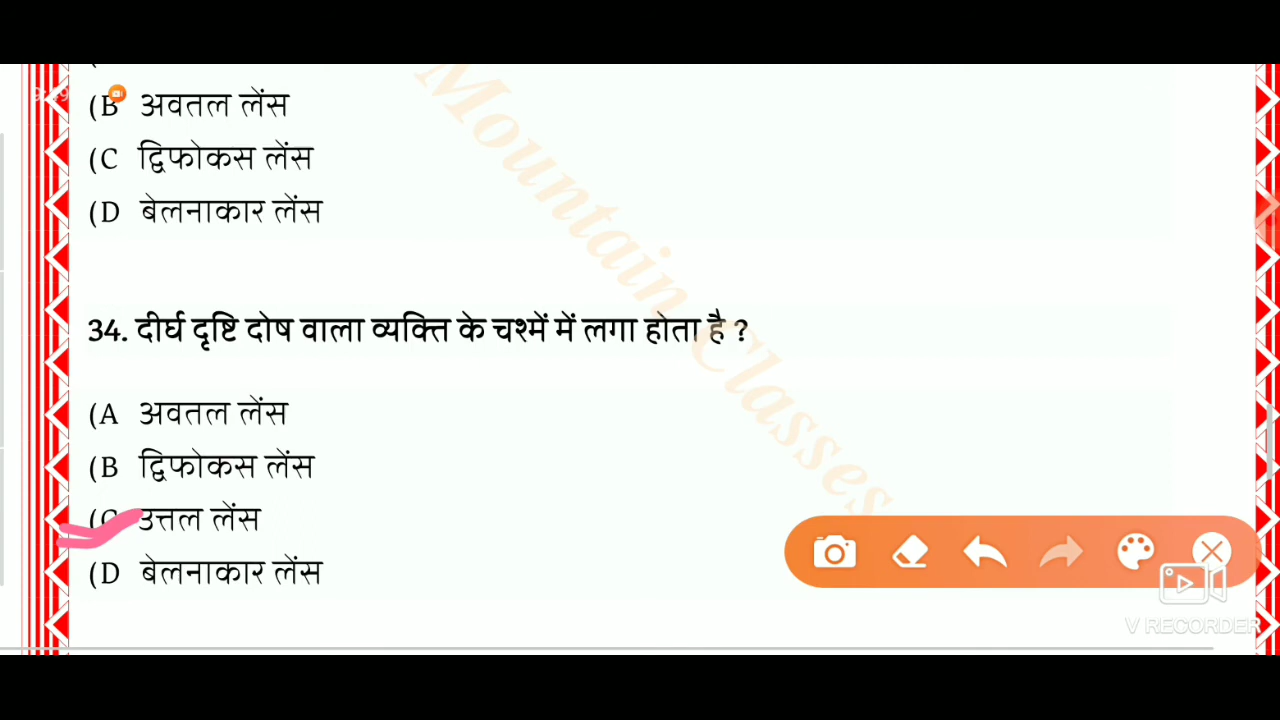 (B अवतल लेंस
(C द्विफोकस लेंस
(D बेलनाकार लेंस
Mountain Classes
34. दीर्घ दृष्टि दोष वाला व्यक्ति के चश्में में लगा होता है ?
(A अवतल लेंस
(B द्विफोकस लेंस
(C उत्तल लेंस
(D बेलनाकार लेंस
V RECORDER